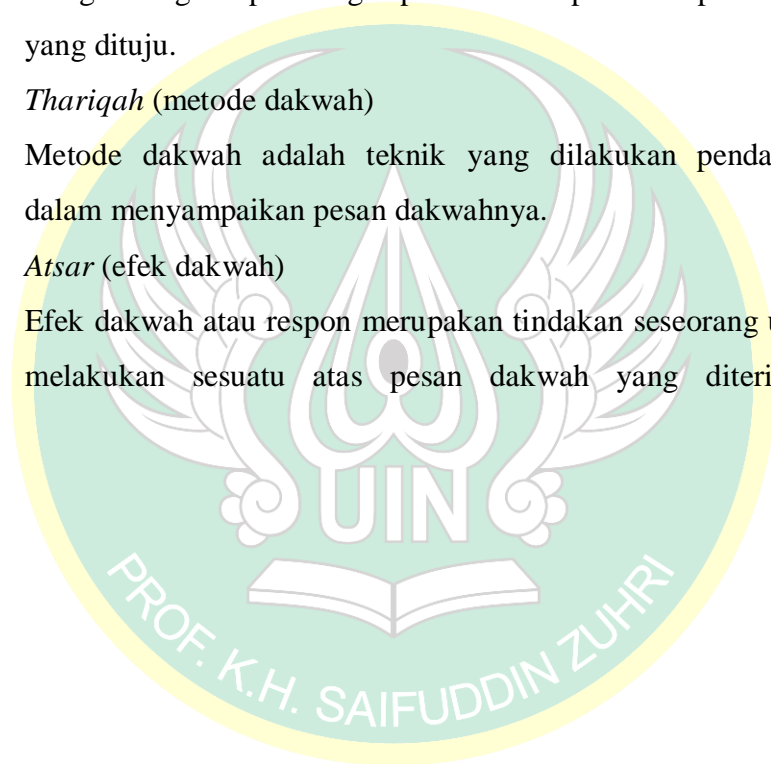 yang dituju.
Thariqah (metode dakwah)
Metode dakwah adalah teknik yang dilakukan penda
dalam menyampaikan pesan dakwahnya.
Atsar (efek dakwah)
Efek dakwah atau respon merupakan tindakan seseorang u
melakukan sesuatu atas pesan dakwah yang diteri
UIN
PROF. K.H. SAIFUDDIN ZUHRI